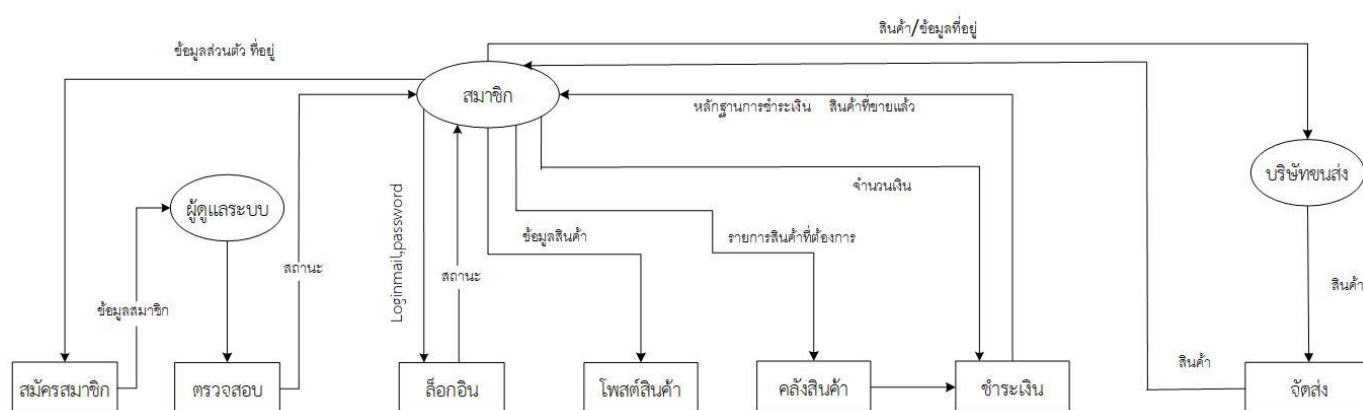 สินค้า/ข้อมูลที่อยู่
ข้อมูลส่วนตัว ที่อยู่
สมาชิก
หลักฐานการชำระเงิน สินค้าที่ขายแล้ว
บริษัทขนส่ง
จำนวนเงิน
ผู้ดูแลระบบ
Loginmail,password
ข้อมูลสินค้า
รายการสินค้าที่ต้องการ
สถานะ
สถานะ
สินค้า
ข้อมูลสมาชิก
สินค้า
สมัครสมาชิก
ตรวจสอบ
ล็อกอิน
โพสต์สินค้า
คลังสินค้า
ชำระเงิน
จัดส่ง